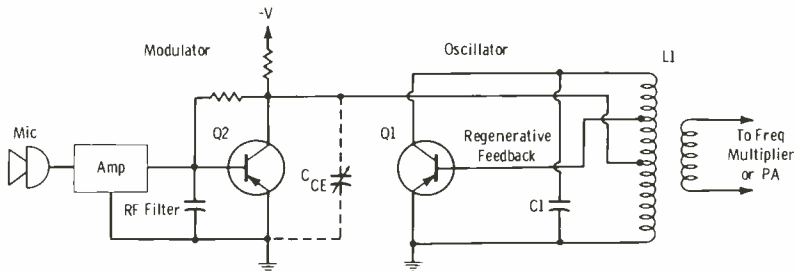 -V
Modulator
Oscillator
L1
Mic
Q2
Q1
Regenerative
Feedback
To Freq
Multiplier
or PA
Amp
CCE
C1
RF Filter